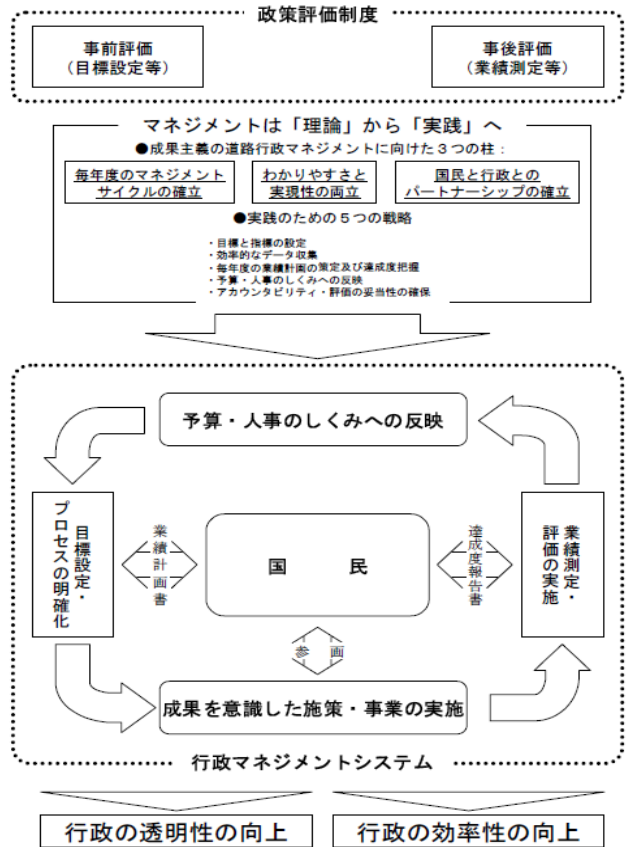 政策評価制度
事前評価
（目標設定等）
事後評価
（業績測定等）
マネジメントは「理論」から「実践」へ
●成果主義の道路行政マネジメントに向けた３つの柱：
毎年度のマネジメント
サイクルの確立
わかりやすさと
実現性の両立
国民と行政との
パートナーシップの確立
●実践のための５つの戦略
・目標と指標の設定
・効率的なデータ収集
・毎年度の業績計画の策定及び達成度把握
・予算・人事のしくみへの反映
・アカウンタビリティ・評価の妥当性の確保
予算・人事のしくみへの反映
目標設定・
プロセスの明確化
業績計画書
国　民
達成度報告書
業績測定・
評価の実施
参　画
成果を意識した施策・事業の実施
行政マネジメントシステム
行政の透明性の向上
行政の効率性の向上